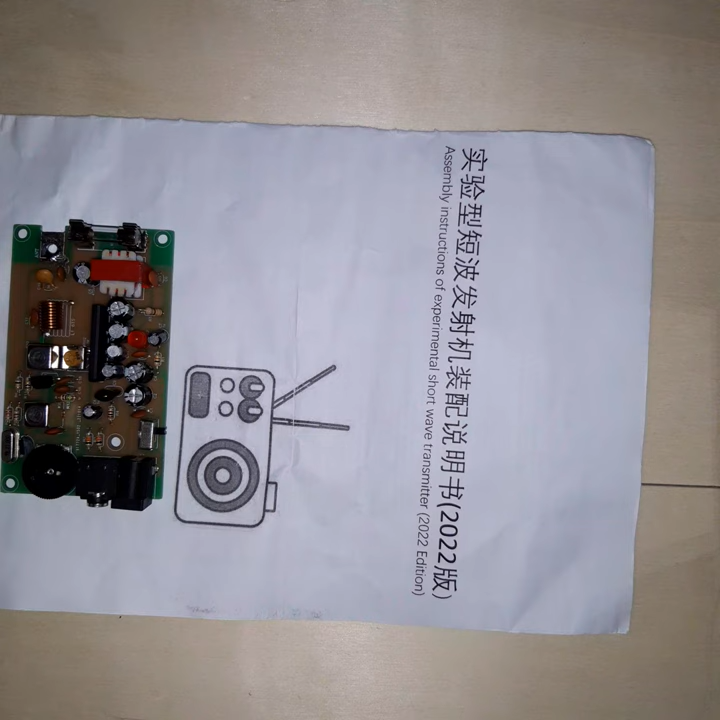 实验型短波发射机装配说明书(2022版)
Assembly instructions of experimental short wave transmitter (2022 Edition)